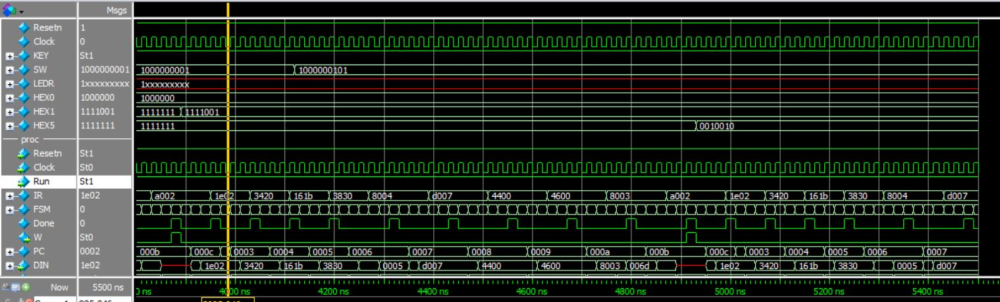 Msgs
Resetn 1
Clock 0
KEY St1
SW 1000000001 1000000001 1000000101
LEDR 1xxxxxxxxx 1xxxxxxxxx
HEX0 1000000 1000000
HEX1 1111001 1111111 1111001
HEX5 1111111 1111111 0010010
proc
Resetn St1
Clock St0
Run St1
IR 1e02 a002 1e02 3420 161b 3830 8004 d007 4400 4600 8003 a002 1e02 3420 161b 3830 8004 d007
FSM 0
Done 0
W St0
PC 0002 000b 000c 0003 0004 0005 0006 0007 0008 0009 000a 000b 000c 0003 0004 0005 0006 0007
DIN 1e02 1e02 3420 161b 3830 0005 d007 4400 4600 8003 006d 1e02 3420 161b 3830 0005 d007
Now 5500 ns ns 4000 ns 4200 ns 4400 ns 4600 ns 4800 ns 5000 ns 5200 ns 5400 ns